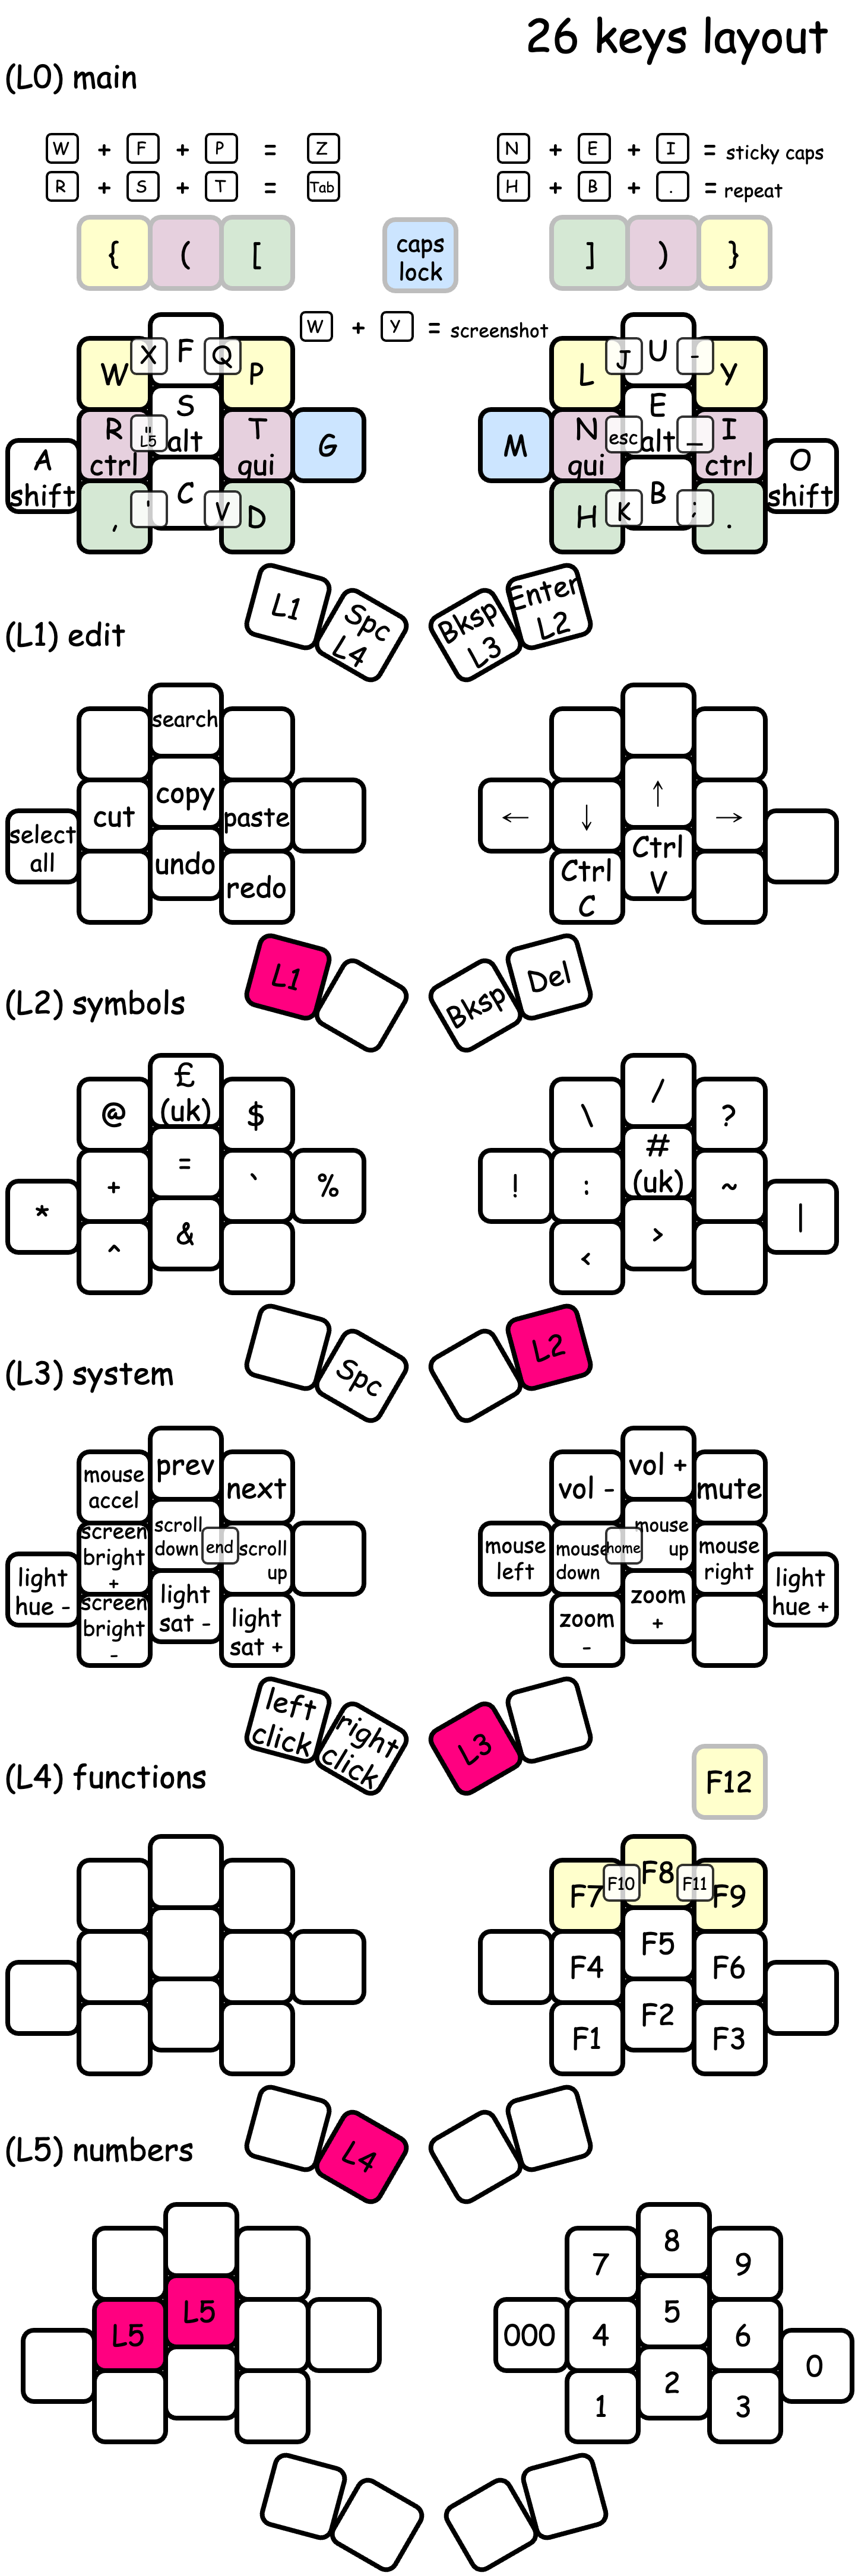 26 keys layout
(L0) main
W + F + P = Z
N + E + I = sticky caps
R + S + T = Tab
H + B + . = repeat
{ ( [
caps
lock
] ) }
W + Y = screenshot
W X F Q P
L J U - Y
A
shift
R
ctrl
"
L5
S
alt
T
gui
G
M
N
gui
esc
E
alt
_
I
ctrl
O
shift
, ' C V D
H K B ; .
L1
Spc
L4
Bksp
L3
Enter
L2
(L1) edit
search
select
all
cut
copy
paste
← ↓ ↑ →
undo
redo
Ctrl
C
Ctrl
V
L1
Bksp
Del
(L2) symbols
@
£
(uk)
$
\ / ?
* + = ` %
! :
#
(uk)
~ |
^ &
< >
Spc
L2
(L3) system
mouse
accel
prev
next
vol -
vol +
mute
light
hue -
screen
bright
+
scroll
down
end
scroll
up
mouse
left
mouse
down
home
mouse
up
mouse
right
light
hue +
screen
bright
-
light
sat -
light
sat +
zoom
-
zoom
+
left
click
right
click
L3
(L4) functions
F12
F7 F10 F8 F11 F9
F4 F5 F6
F1 F2 F3
L4
(L5) numbers
7 8 9
L5 L5
000 4 5 6 0
1 2 3